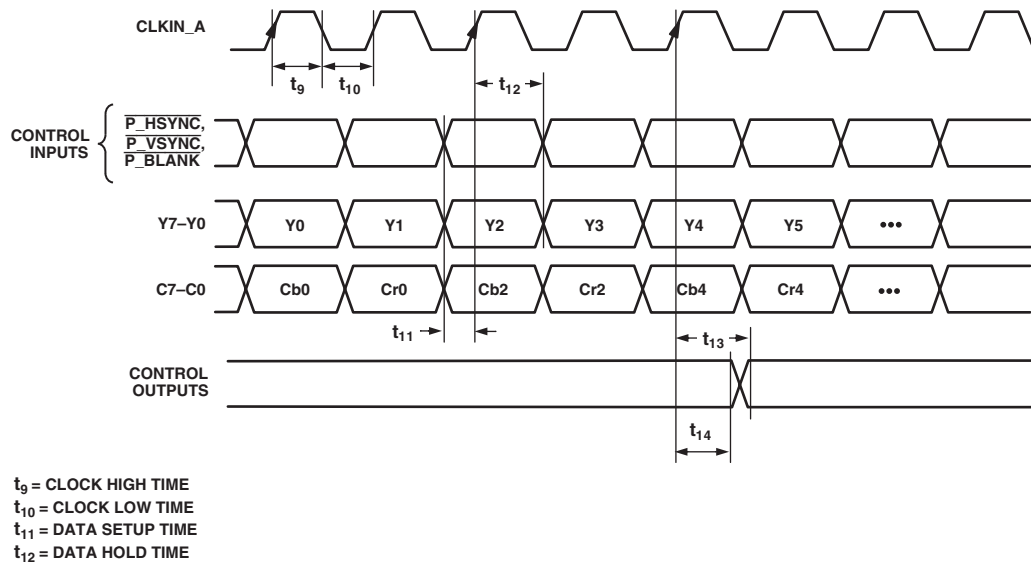 CLKIN_A
t9
t10
t12
CONTROL
INPUTS
P_HSYNC,
P_VSYNC,
P_BLANK
Y7–Y0
Y0
Y1
Y2
Y3
Y4
Y5
•••
C7–C0
Cb0
Cr0
Cb2
Cr2
Cb4
Cr4
•••
t11
t13
CONTROL
OUTPUTS
t14
t9 = CLOCK HIGH TIME
t10 = CLOCK LOW TIME
t11 = DATA SETUP TIME
t12 = DATA HOLD TIME